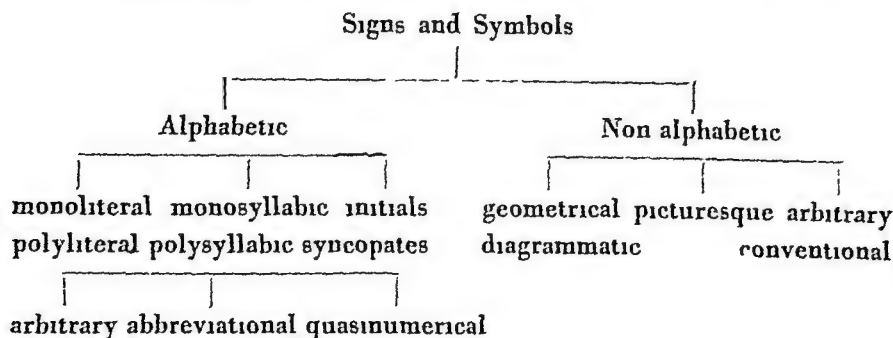 Signs and Symbols
Alphabetic Non alphabetic
monoliteral monosyllabic initials geometrical picturesque arbitrary
polyliteral polysyllabic syncopates diagrammatic conventional
arbitrary abbreviational quasinumerical